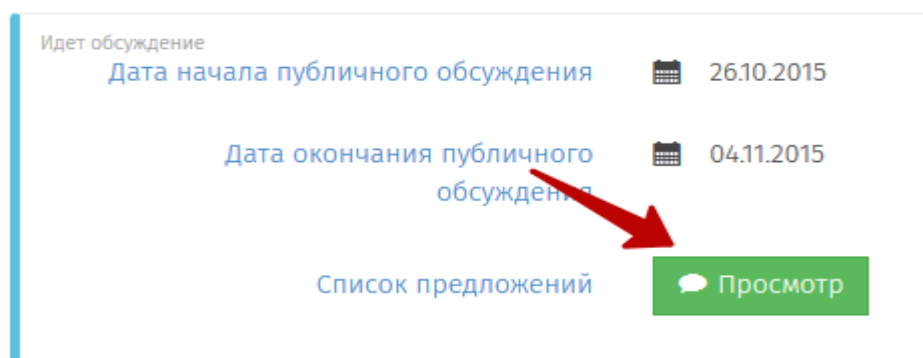 Идет обсуждение
Дата начала публичного обсуждения 26.10.2015
Дата окончания публичного 04.11.2015
обсуждения
Список предложений Просмотр